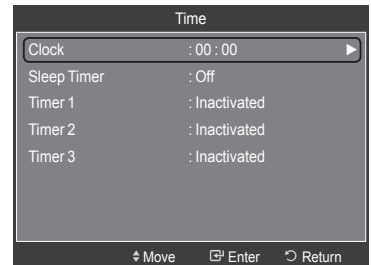 Time
Clock : 00 : 00
Sleep Timer : Off
Timer 1 : Inactivated
Timer 2 : Inactivated
Timer 3 : Inactivated
Move Enter Return